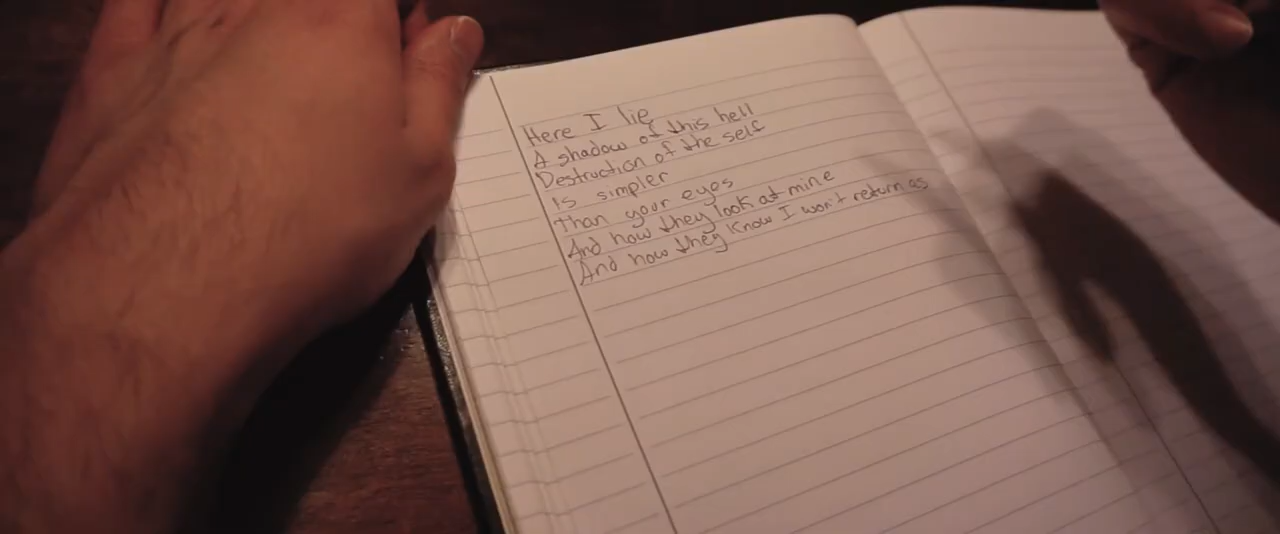 Here I lie
A shadow of this hell
Destruction of the self
Is simpler
than your eyes
And how they look at mine
And how they know I won't return as